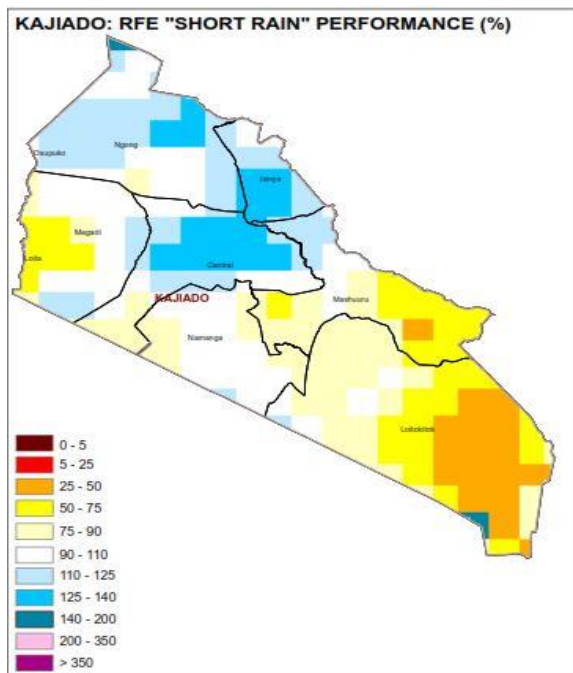 KAJIADO: RFE "SHORT RAIN" PERFORMANCE (%)
Ngong
Isinya
Magadi
Loita
Central
KAJIADO
Mashuuru
Namanga
Loitokitok
0 - 5
5 - 25
25 - 50
50 - 75
75 - 90
90 - 110
110 - 125
125 - 140
140 - 200
200 - 350
> 350